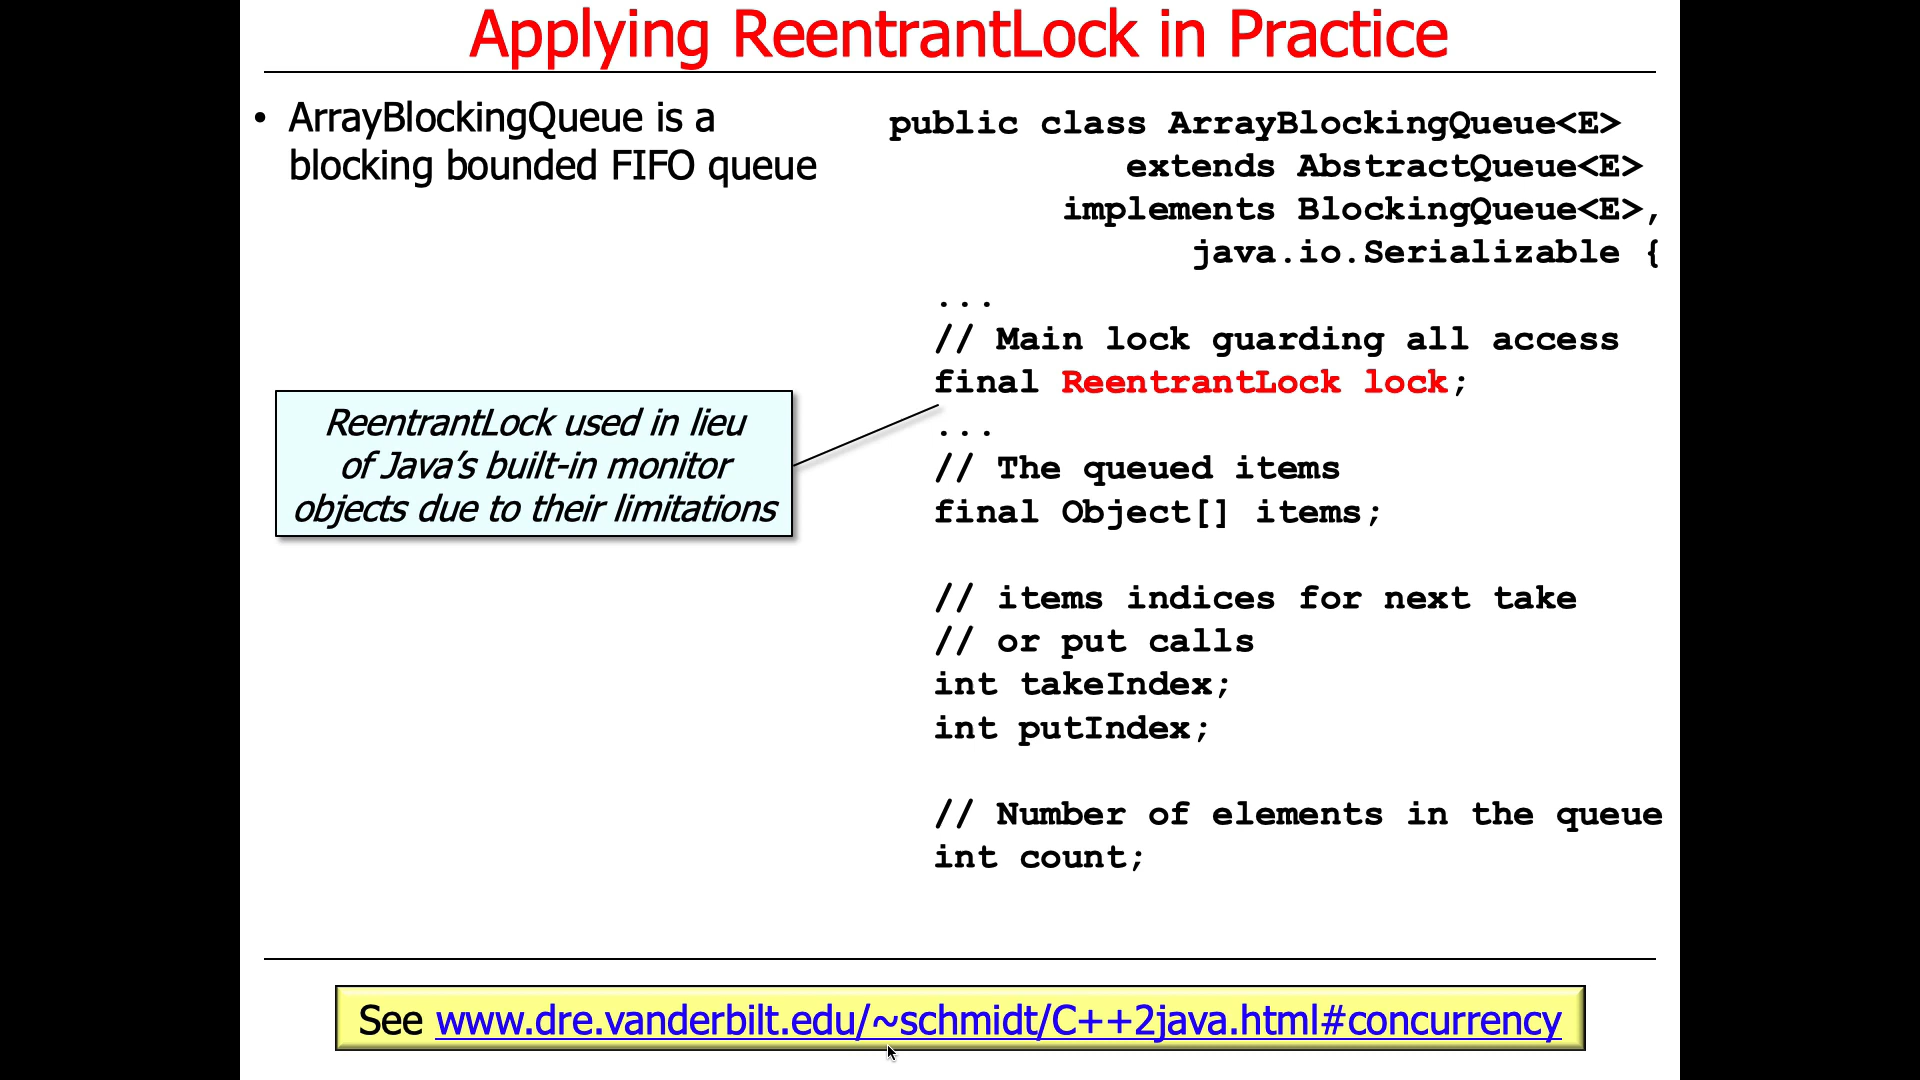 Applying ReentrantLock in Practice
• ArrayBlockingQueue is a
blocking bounded FIFO queue
public class ArrayBlockingQueue<E>
extends AbstractQueue<E>
implements BlockingQueue<E>,
java.io.Serializable {
...
// Main lock guarding all access
final ReentrantLock lock;
...
// The queued items
final Object[] items;
// items indices for next take
// or put calls
int takeIndex;
int putIndex;
// Number of elements in the queue
int count;
ReentrantLock used in lieu
of Java's built-in monitor
objects due to their limitations
See www.dre.vanderbilt.edu/~schmidt/C++2java.html#concurrency